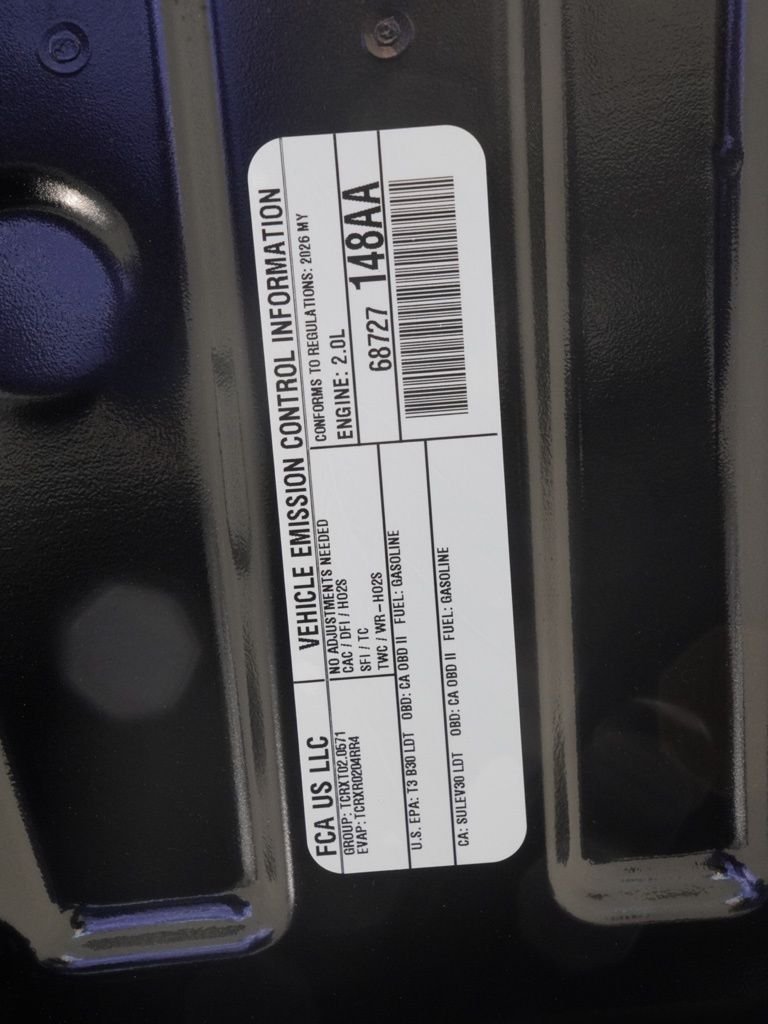 FCA US LLC
VEHICLE EMISSION CONTROL INFORMATION
GROUP: TCRXT02.0571
EVAP: TCRXR0204RR4
NO ADJUSTMENTS NEEDED
CAC / DFI / HO2S
SFI / TC
TWC / WR-HO2S
CONFORMS TO REGULATIONS: 2026 MY
ENGINE: 2.0L
68727 148AA
U.S. EPA: T3 B30 LDT OBD: CA OBD II FUEL: GASOLINE
CA: SULEV30 LDT OBD: CA OBD II FUEL: GASOLINE